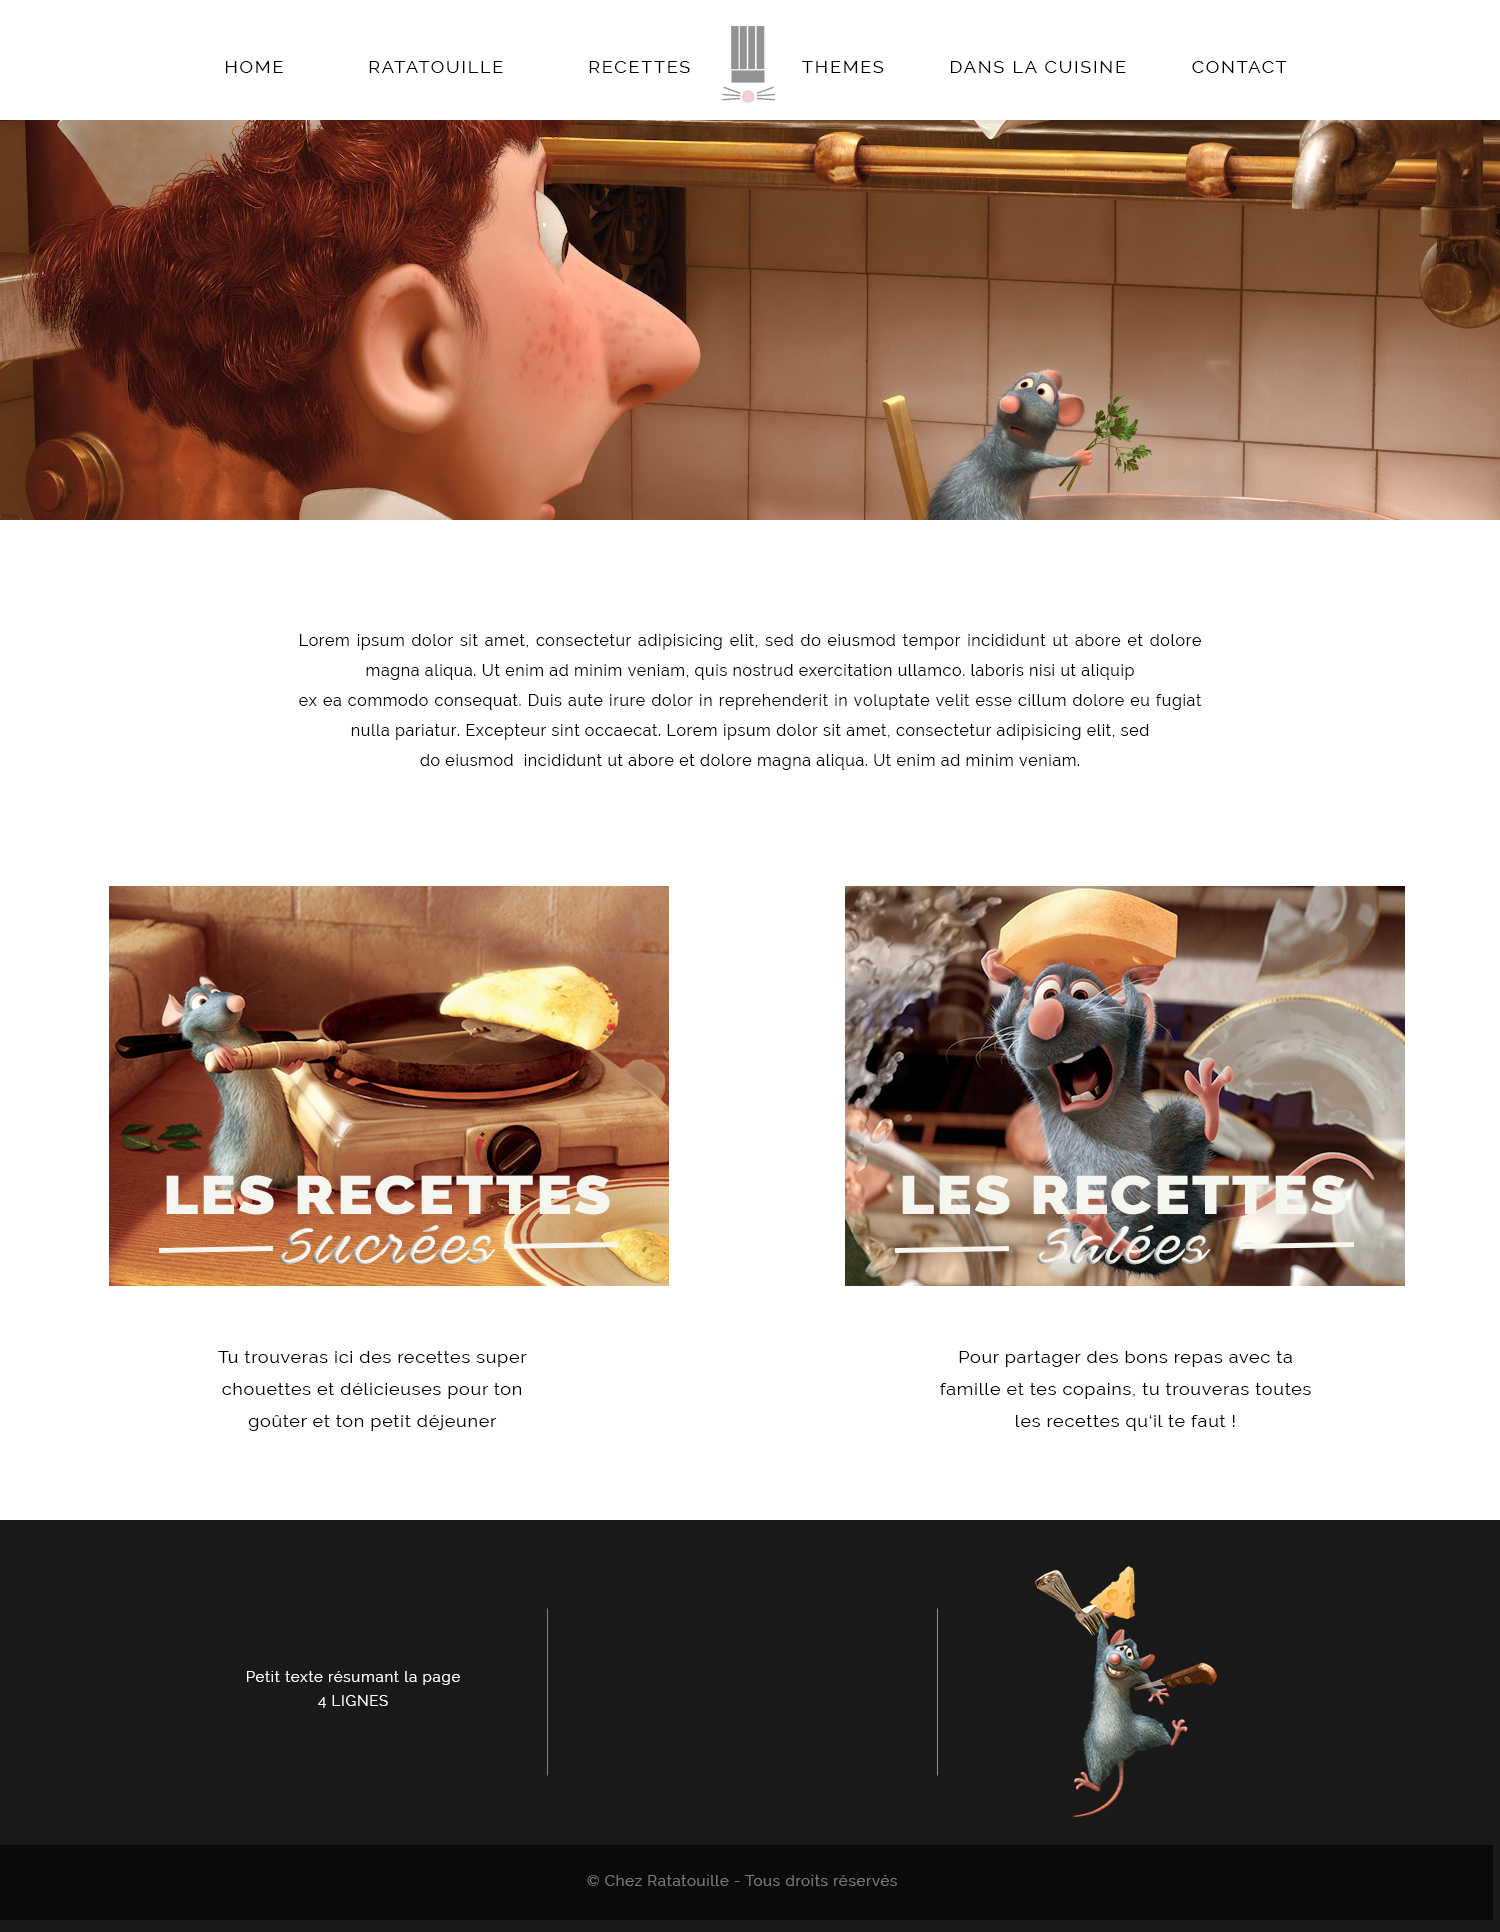 HOME RATATOUILLE RECETTES THEMES DANS LA CUISINE CONTACT
Lorem ipsum dolor sit amet, consectetur adipisicing elit, sed do eiusmod tempor incididunt ut abore et dolore
magna aliqua. Ut enim ad minim veniam, quis nostrud exercitation ullamco. laboris nisi ut aliquip
ex ea commodo consequat. Duis aute irure dolor in reprehenderit in voluptate velit esse cillum dolore eu fugiat
nulla pariatur. Excepteur sint occaecat. Lorem ipsum dolor sit amet, consectetur adipisicing elit, sed
do eiusmod  incididunt ut abore et dolore magna aliqua. Ut enim ad minim veniam.
LES RECETTES
Sucrées
Tu trouveras ici des recettes super
chouettes et délicieuses pour ton
goûter et ton petit déjeuner
LES RECETTES
Salées
Pour partager des bons repas avec ta
famille et tes copains, tu trouveras toutes
les recettes qu‘il te faut !
Petit texte résumant la page
4 LIGNES
© Chez Ratatouille - Tous droits réservés